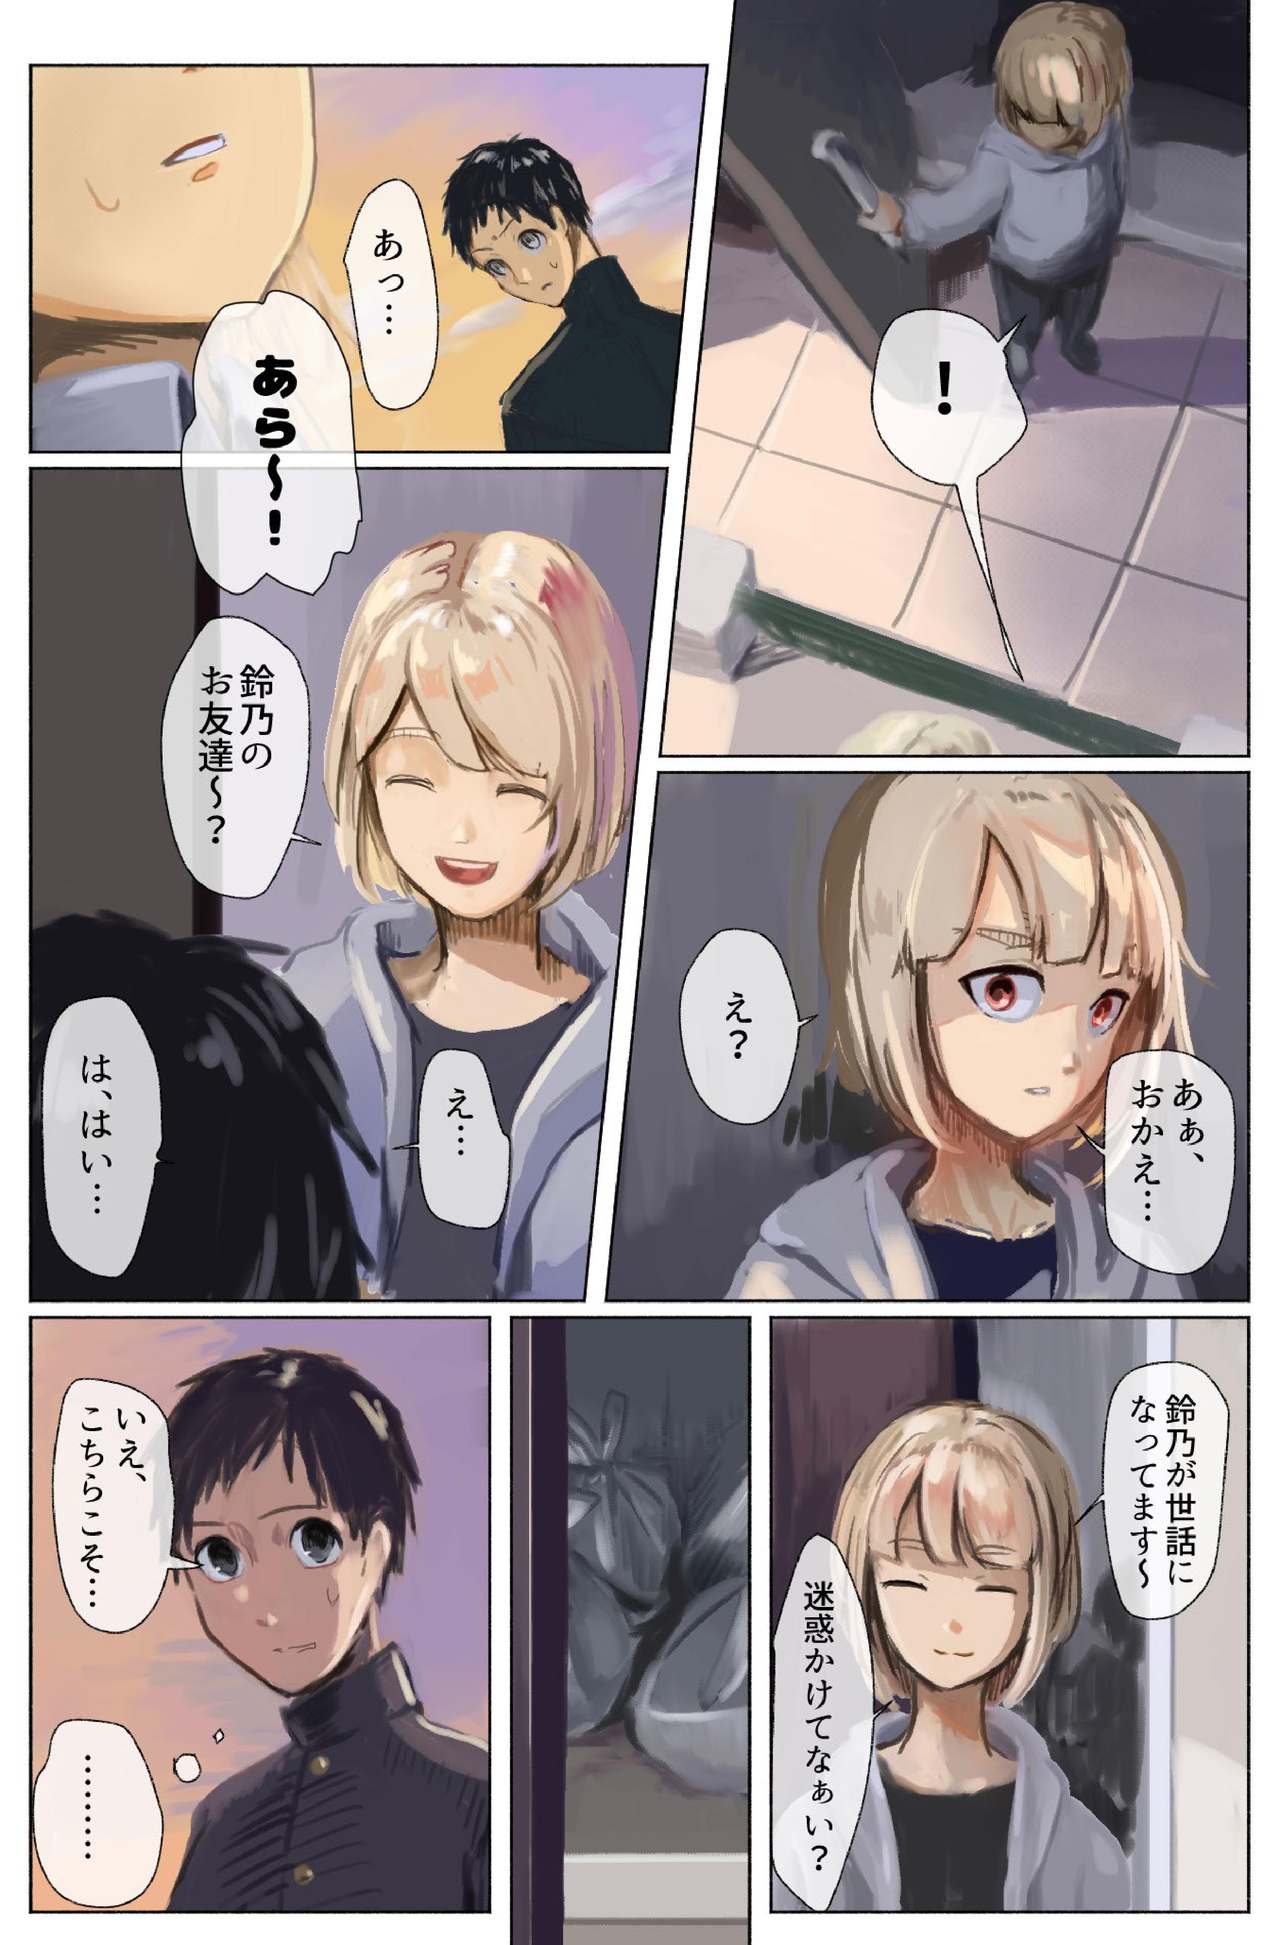 ！
え？
あぁ、
おかえ…
あっ…
あら～！
鈴乃の
お友達～？
え…
は、はい…
鈴乃が世話に
なってます～
迷惑かけてなぁい？
いえ、
こちらこそ…
………